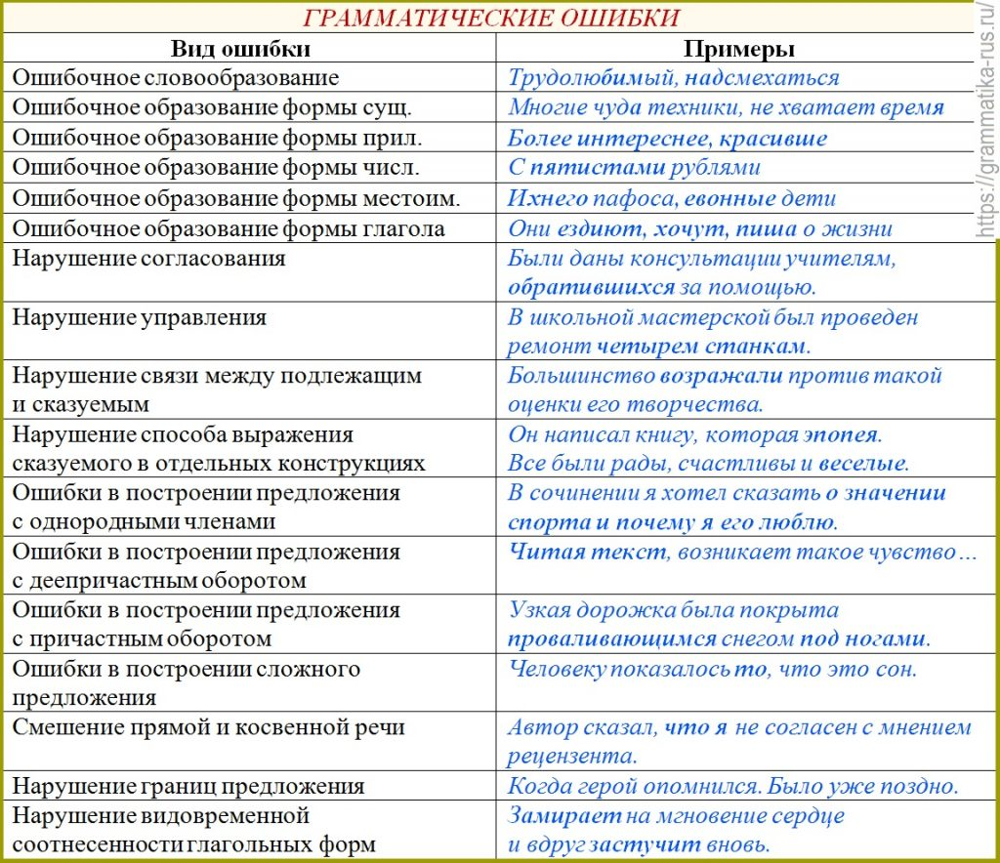 ГРАММАТИЧЕСКИЕ ОШИБКИ
Вид ошибки
Примеры
Ошибочное словообразование
Трудолюбимый, надсмехаться
Ошибочное образование формы сущ.
Многие чуда техники, не хватает время
Ошибочное образование формы прил.
Более интереснее, красивше
Ошибочное образование формы числ.
С пятистами рублями
Ошибочное образование формы местоим.
Ихнего пафоса, евонные дети
Ошибочное образование формы глагола
Они ездиют, хочут, пиша о жизни
Нарушение согласования
Были даны консультации учителям,
обратившихся за помощью.
Нарушение управления
В школьной мастерской был проведен
ремонт четырем станкам.
Нарушение связи между подлежащим
и сказуемым
Большинство возражали против такой
оценки его творчества.
Нарушение способа выражения
сказуемого в отдельных конструкциях
Он написал книгу, которая эпопея.
Все были рады, счастливы и веселые.
Ошибки в построении предложения
с однородными членами
В сочинении я хотел сказать о значении
спорта и почему я его люблю.
Ошибки в построении предложения
с деепричастным оборотом
Читая текст, возникает такое чувство...
Ошибки в построении предложения
с причастным оборотом
Узкая дорожка была покрыта
проваливающимся снегом под ногами.
Ошибки в построении сложного
предложения
Человеку показалось то, что это сон.
Смешение прямой и косвенной речи
Автор сказал, что я не согласен с мнением
рецензента.
Нарушение границ предложения
Когда герой опомнился. Было уже поздно.
Нарушение видовременной
соотнесенности глагольных форм
Замирает на мгновение сердце
и вдруг застучит вновь.
https://grammatika-rus.ru/